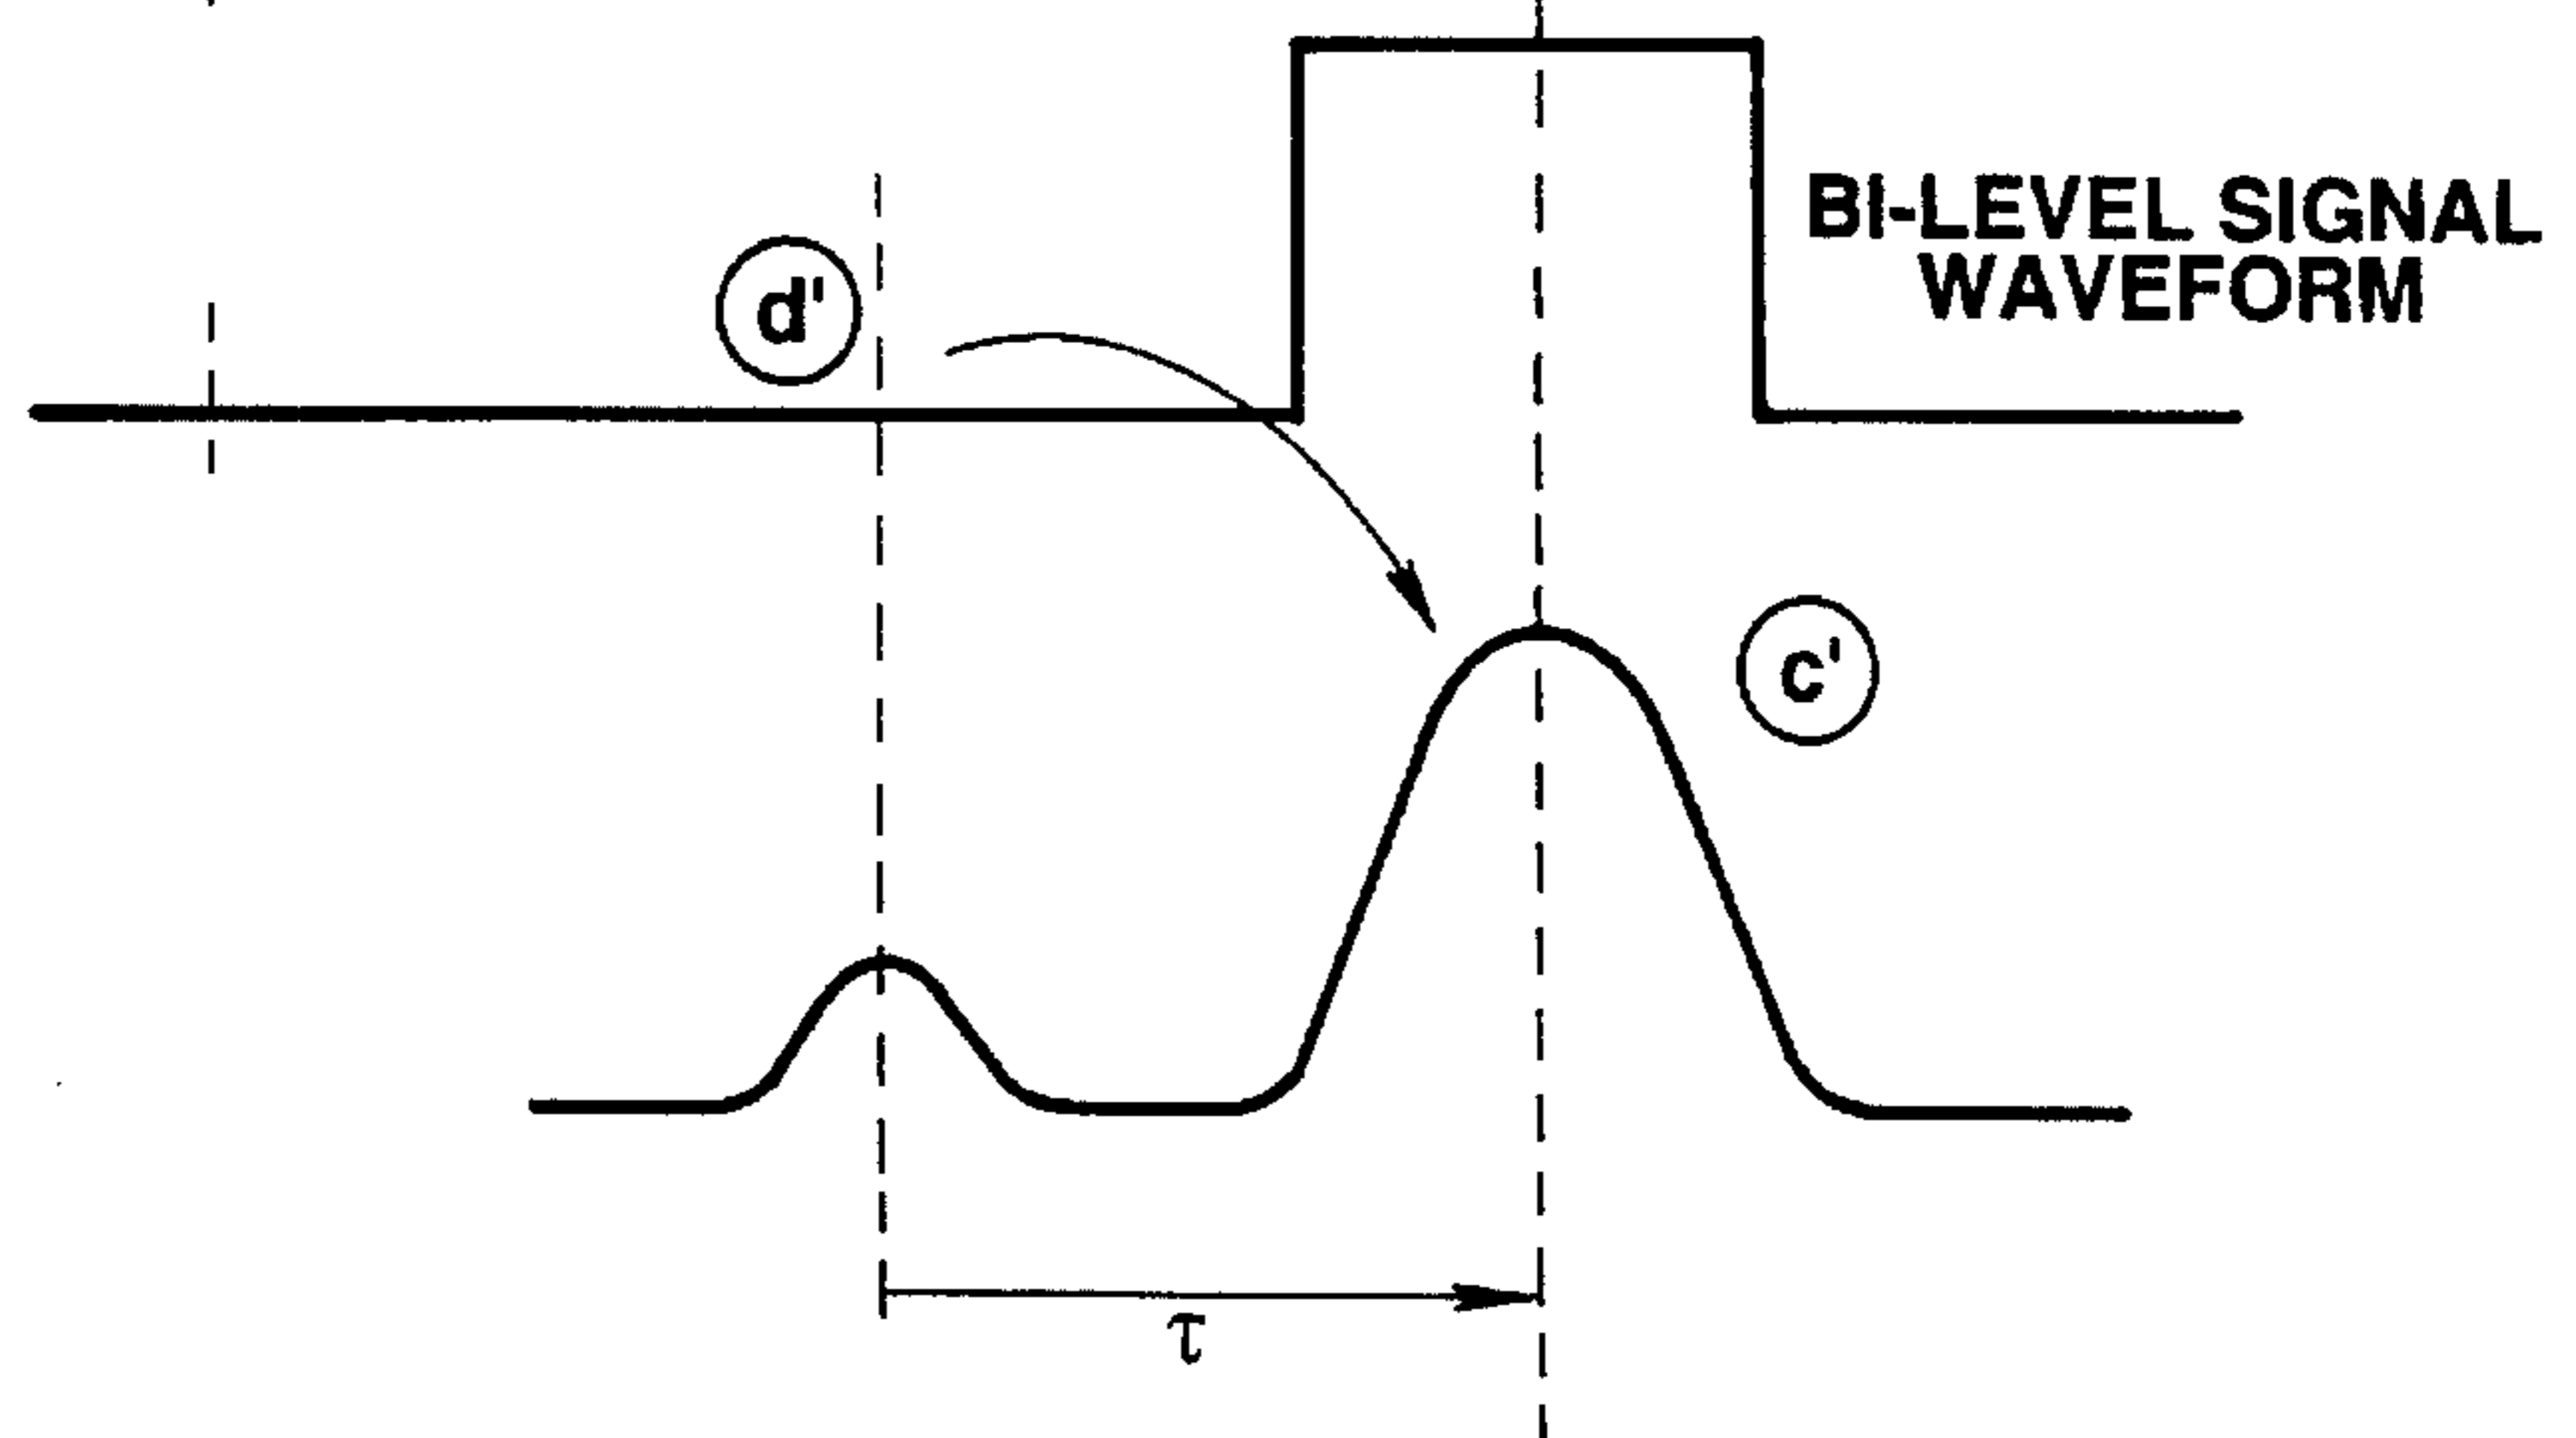 BI-LEVEL SIGNAL
WAVEFORM
d'
c'
τ